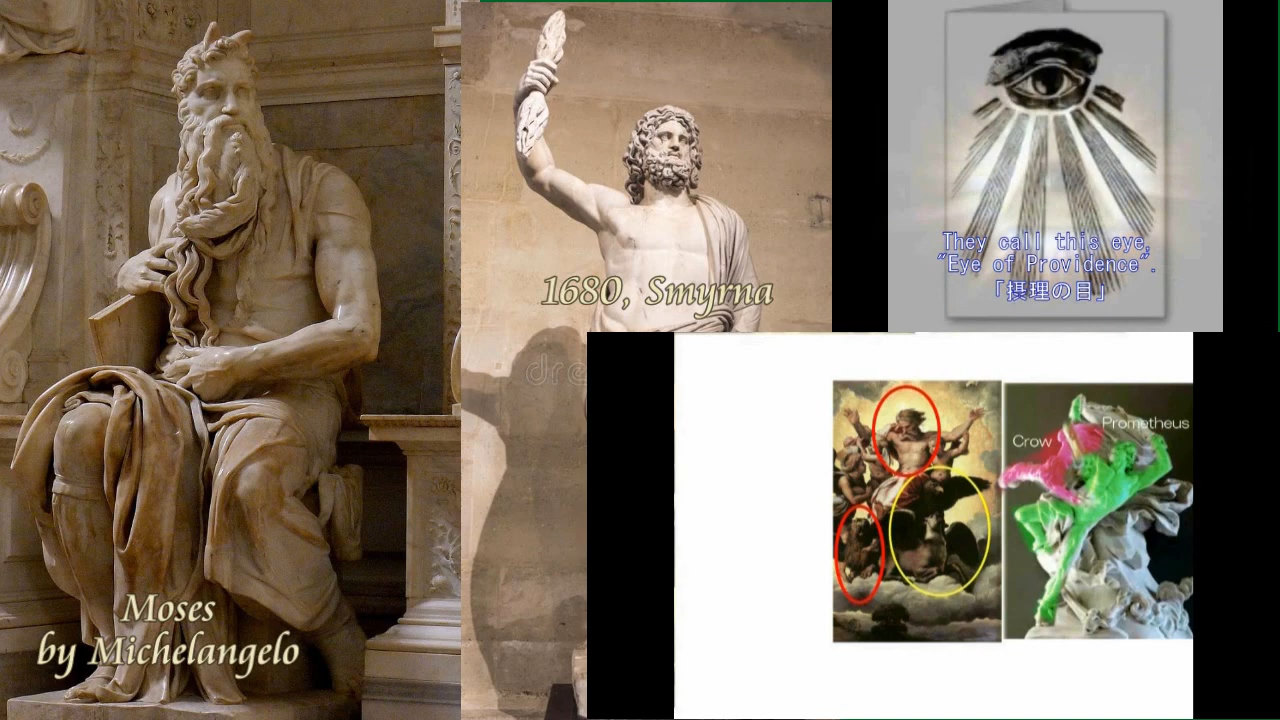 Moses
by Michelangelo
1680, Smyrna
They call this eye,
“Eye of Providence”.
「摂理の目」
Crow
Prometheus